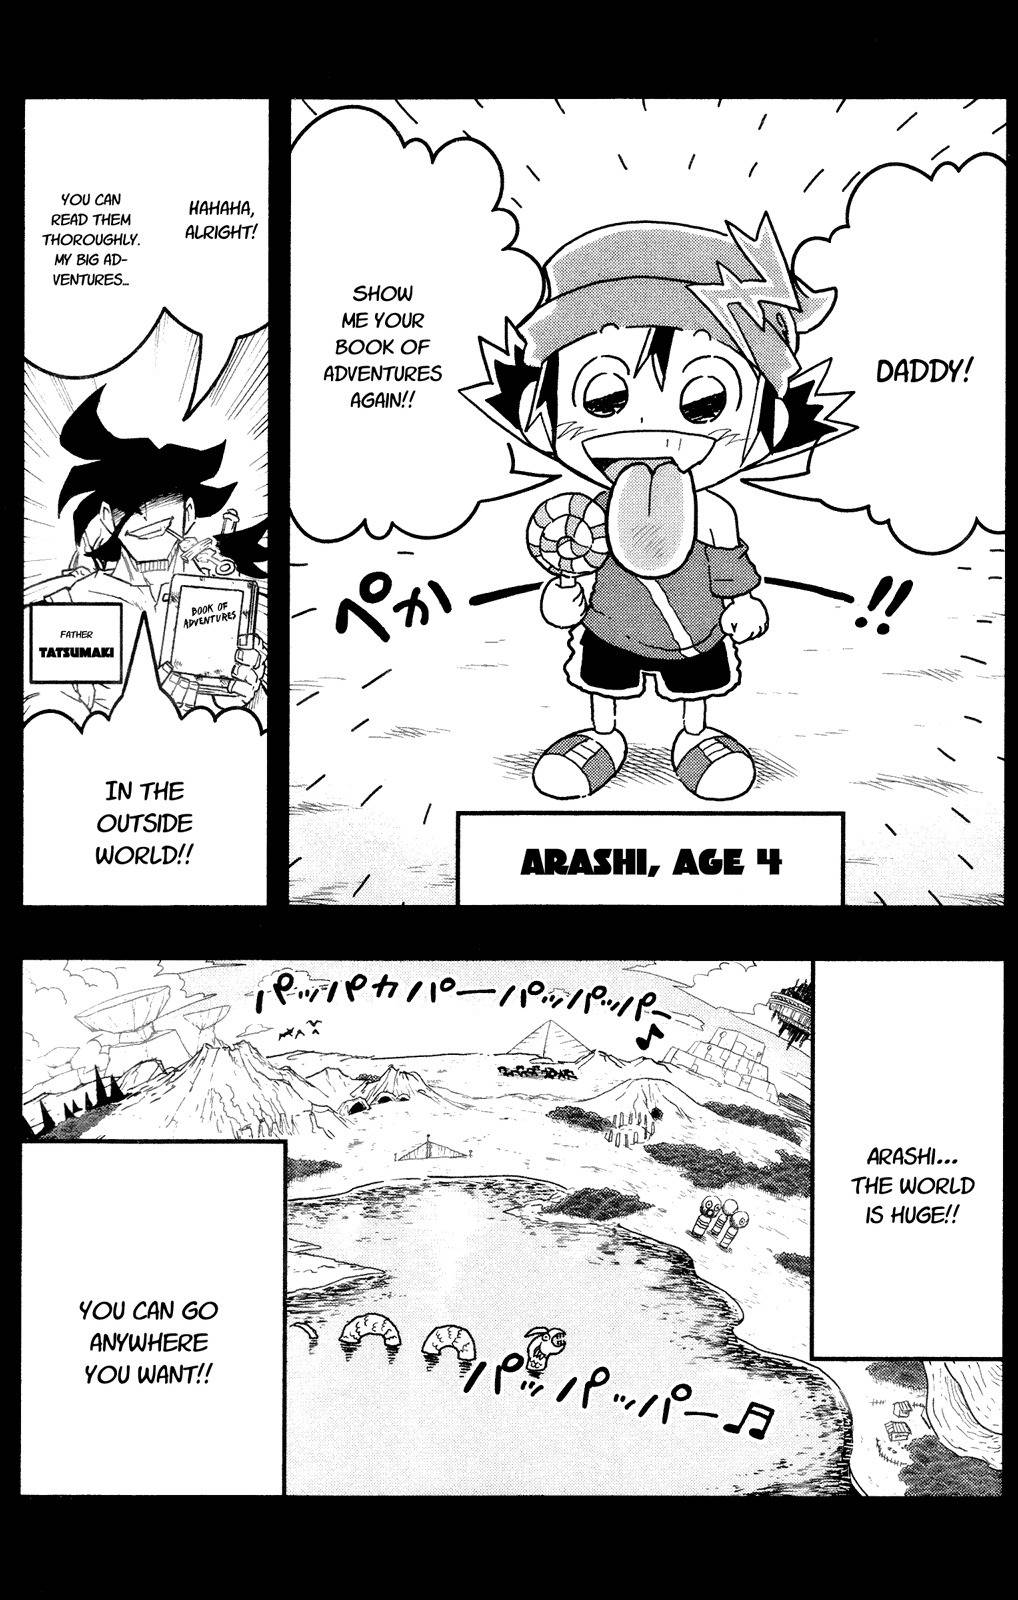 DADDY!
SHOW
ME YOUR
BOOK OF
ADVENTURES
AGAIN!!
ペカー!!
ARASHI, AGE 4
HAHAHA,
ALRIGHT!
YOU CAN
READ THEM
THOROUGHLY.
MY BIG AD-
VENTURES...
BOOK OF
ADVENTURES
FATHER
TATSUMAKI
IN THE
OUTSIDE
WORLD!!
パッパカパーパッパッパー♪
ARASHI...
THE WORLD
IS HUGE!!
YOU CAN GO
ANYWHERE
YOU WANT!!
パッパッパー♫